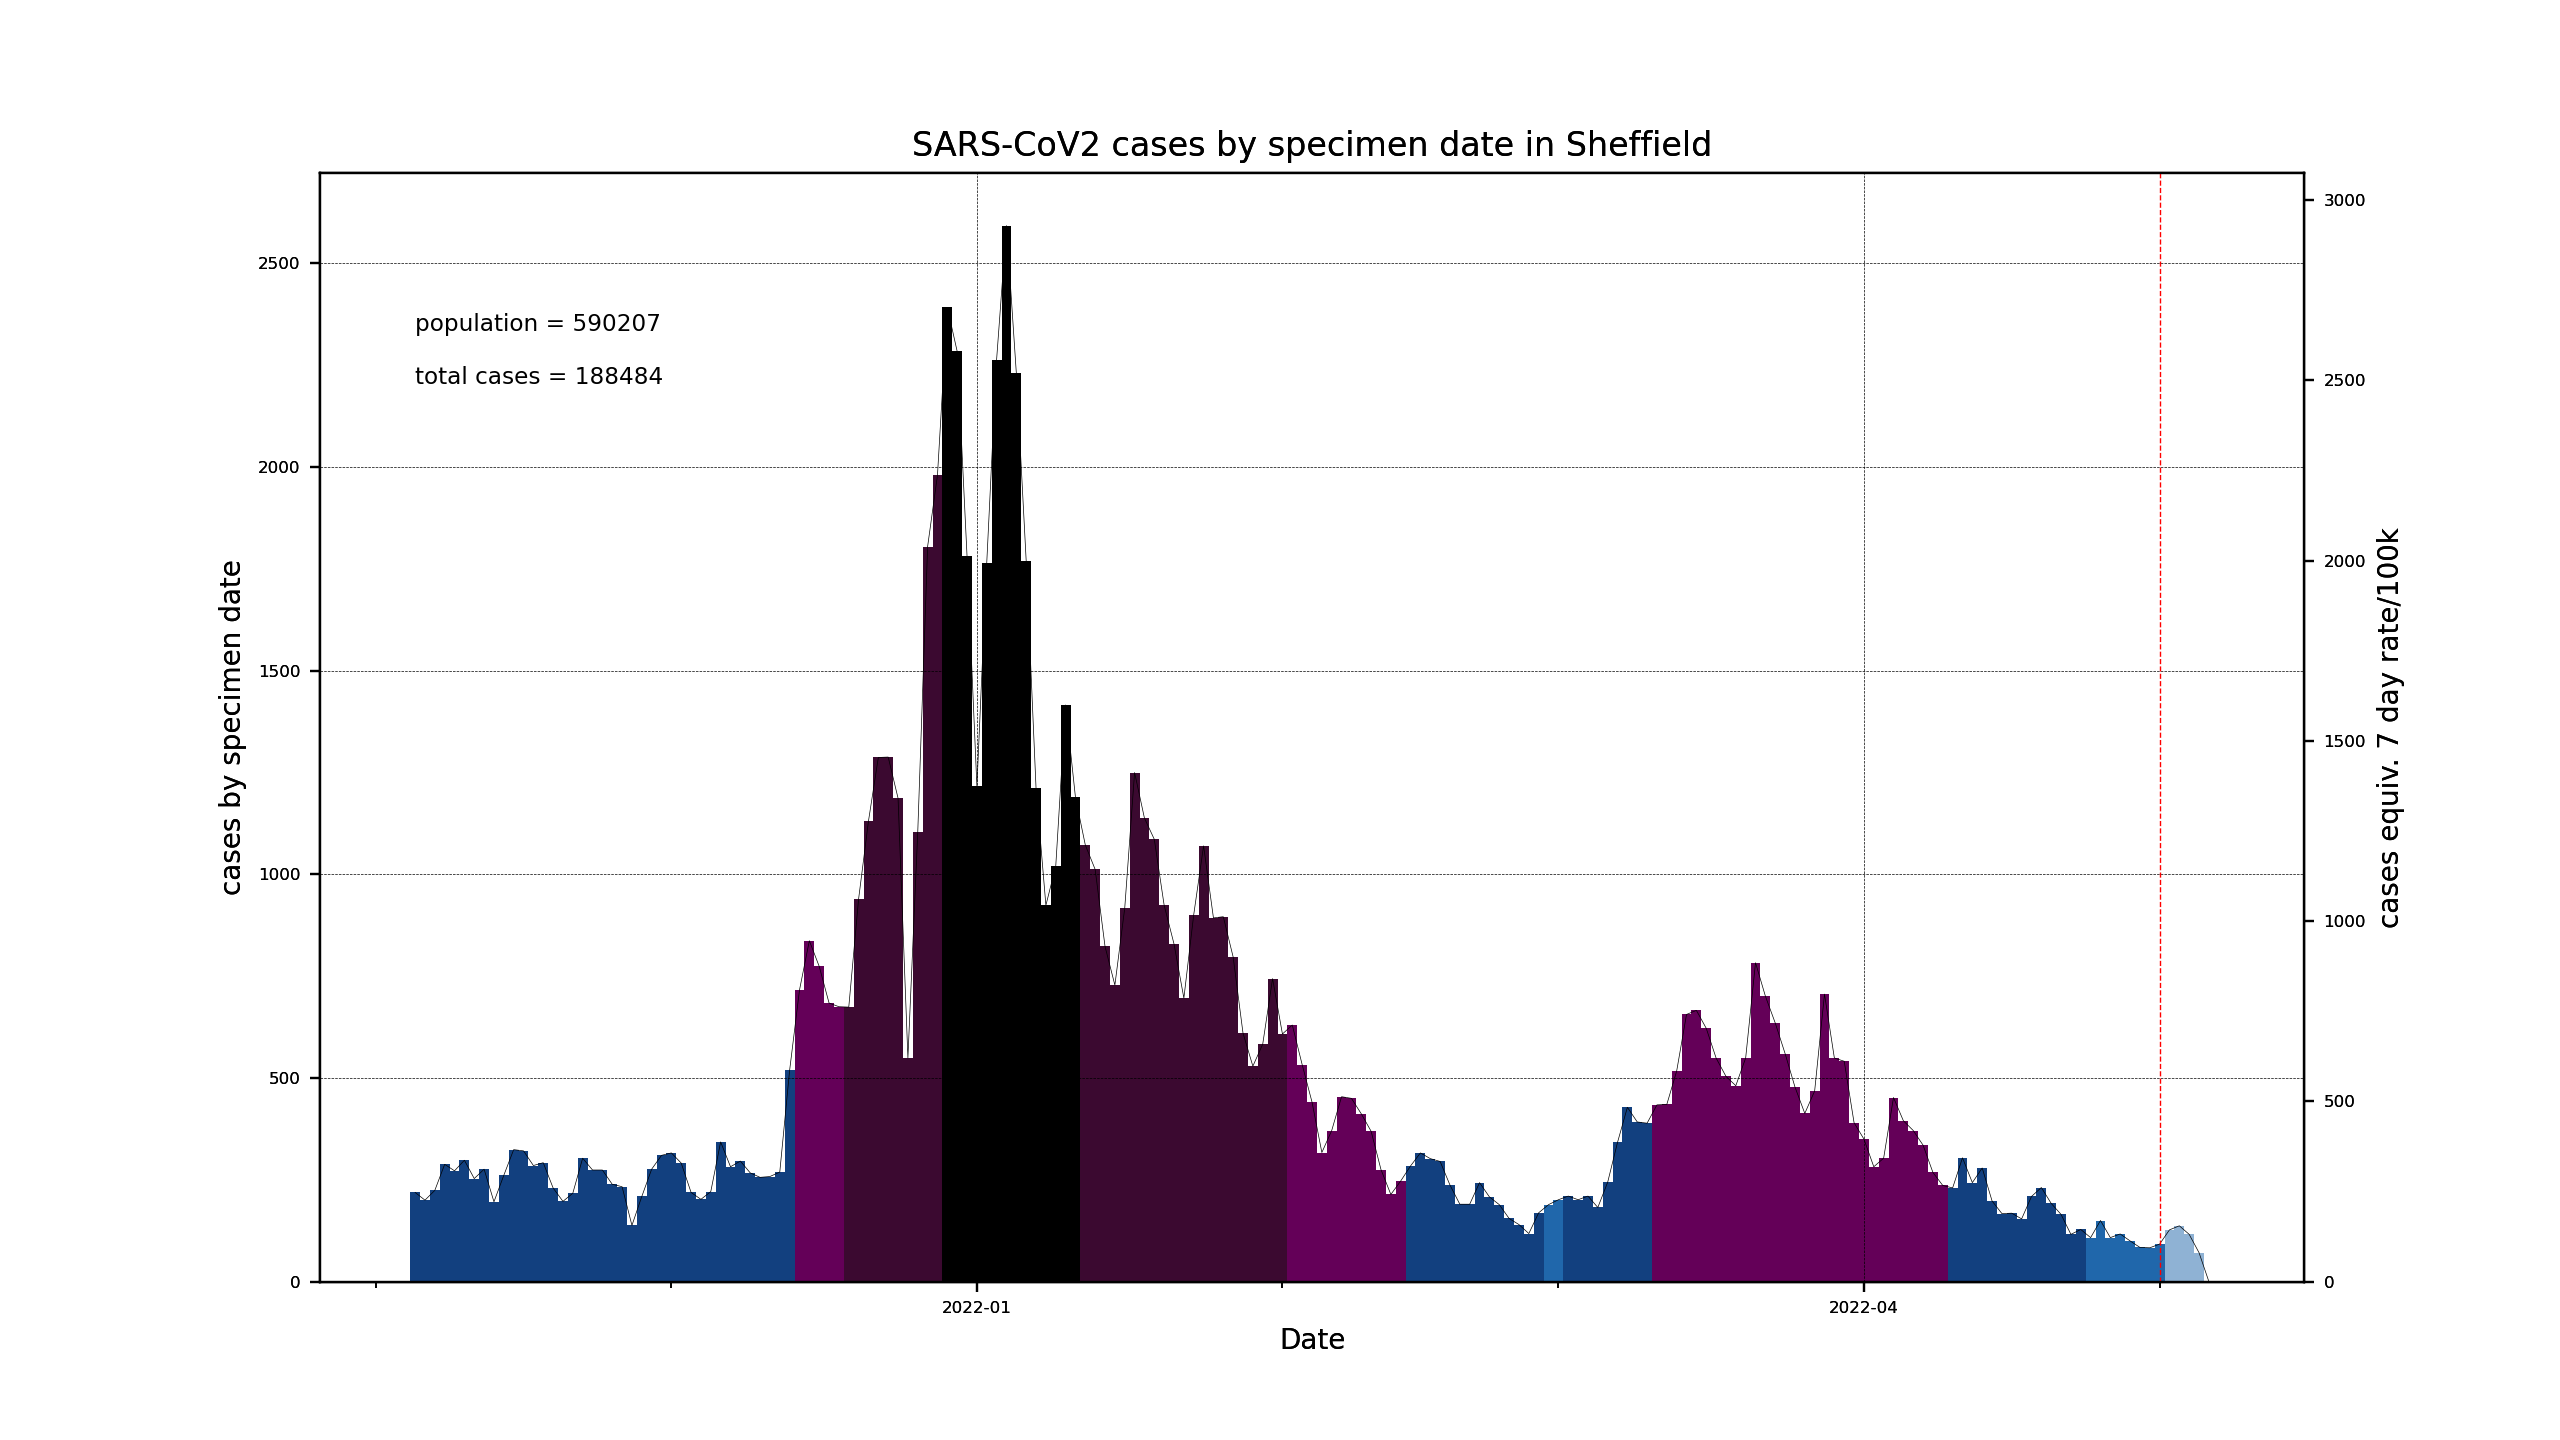 SARS-CoV2 cases by specimen date in Sheffield
population = 590207
total cases = 188484
cases by specimen date
2500
2000
1500
1000
500
0
3000
2500
2000
1500
1000
500
0
cases equiv. 7 day rate/100k
2022-01
2022-04
Date